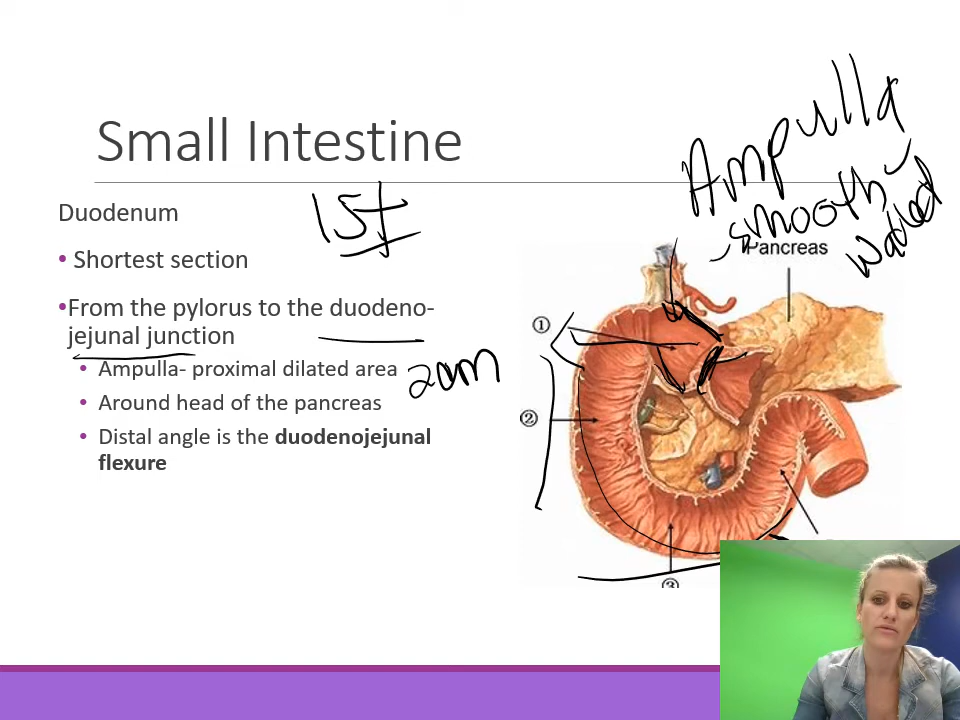 Small Intestine
Duodenum
1st
• Shortest section
•From the pylorus to the duodeno-
jejunal junction
• Ampulla- proximal dilated area
2cm
• Around head of the pancreas
• Distal angle is the duodenojejunal
flexure
Ampulla
smooth
walled
Pancreas
①
②
③